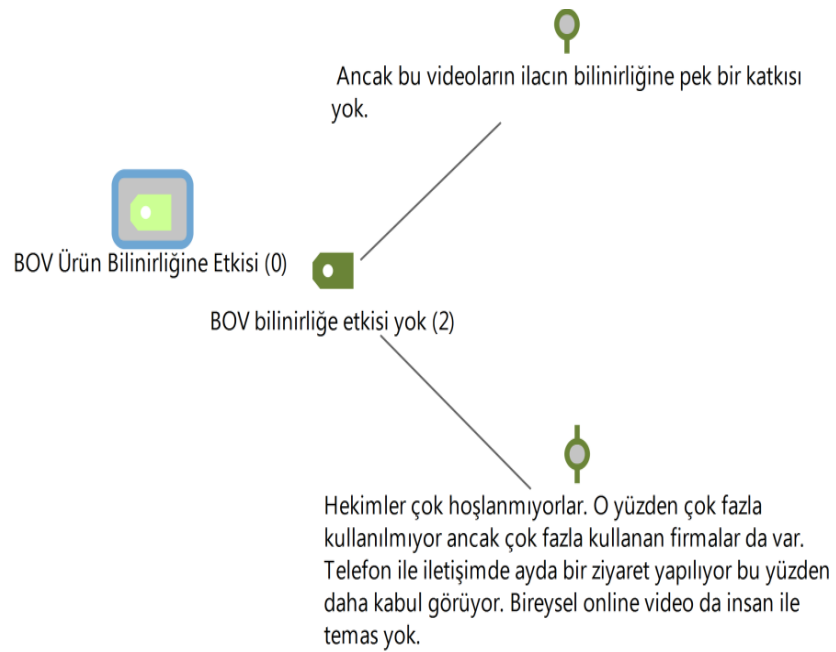 Ancak bu videoların ilacın bilinirliğine pek bir katkısı
yok.
BOV Ürün Bilinirliğine Etkisi (0)
BOV bilinirliğe etkisi yok (2)
Hekimler çok hoşlanmıyorlar. O yüzden çok fazla
kullanılmıyor ancak çok fazla kullanan firmalar da var.
Telefon ile iletişimde ayda bir ziyaret yapılıyor bu yüzden
daha kabul görüyor. Bireysel online video da insan ile
temas yok.